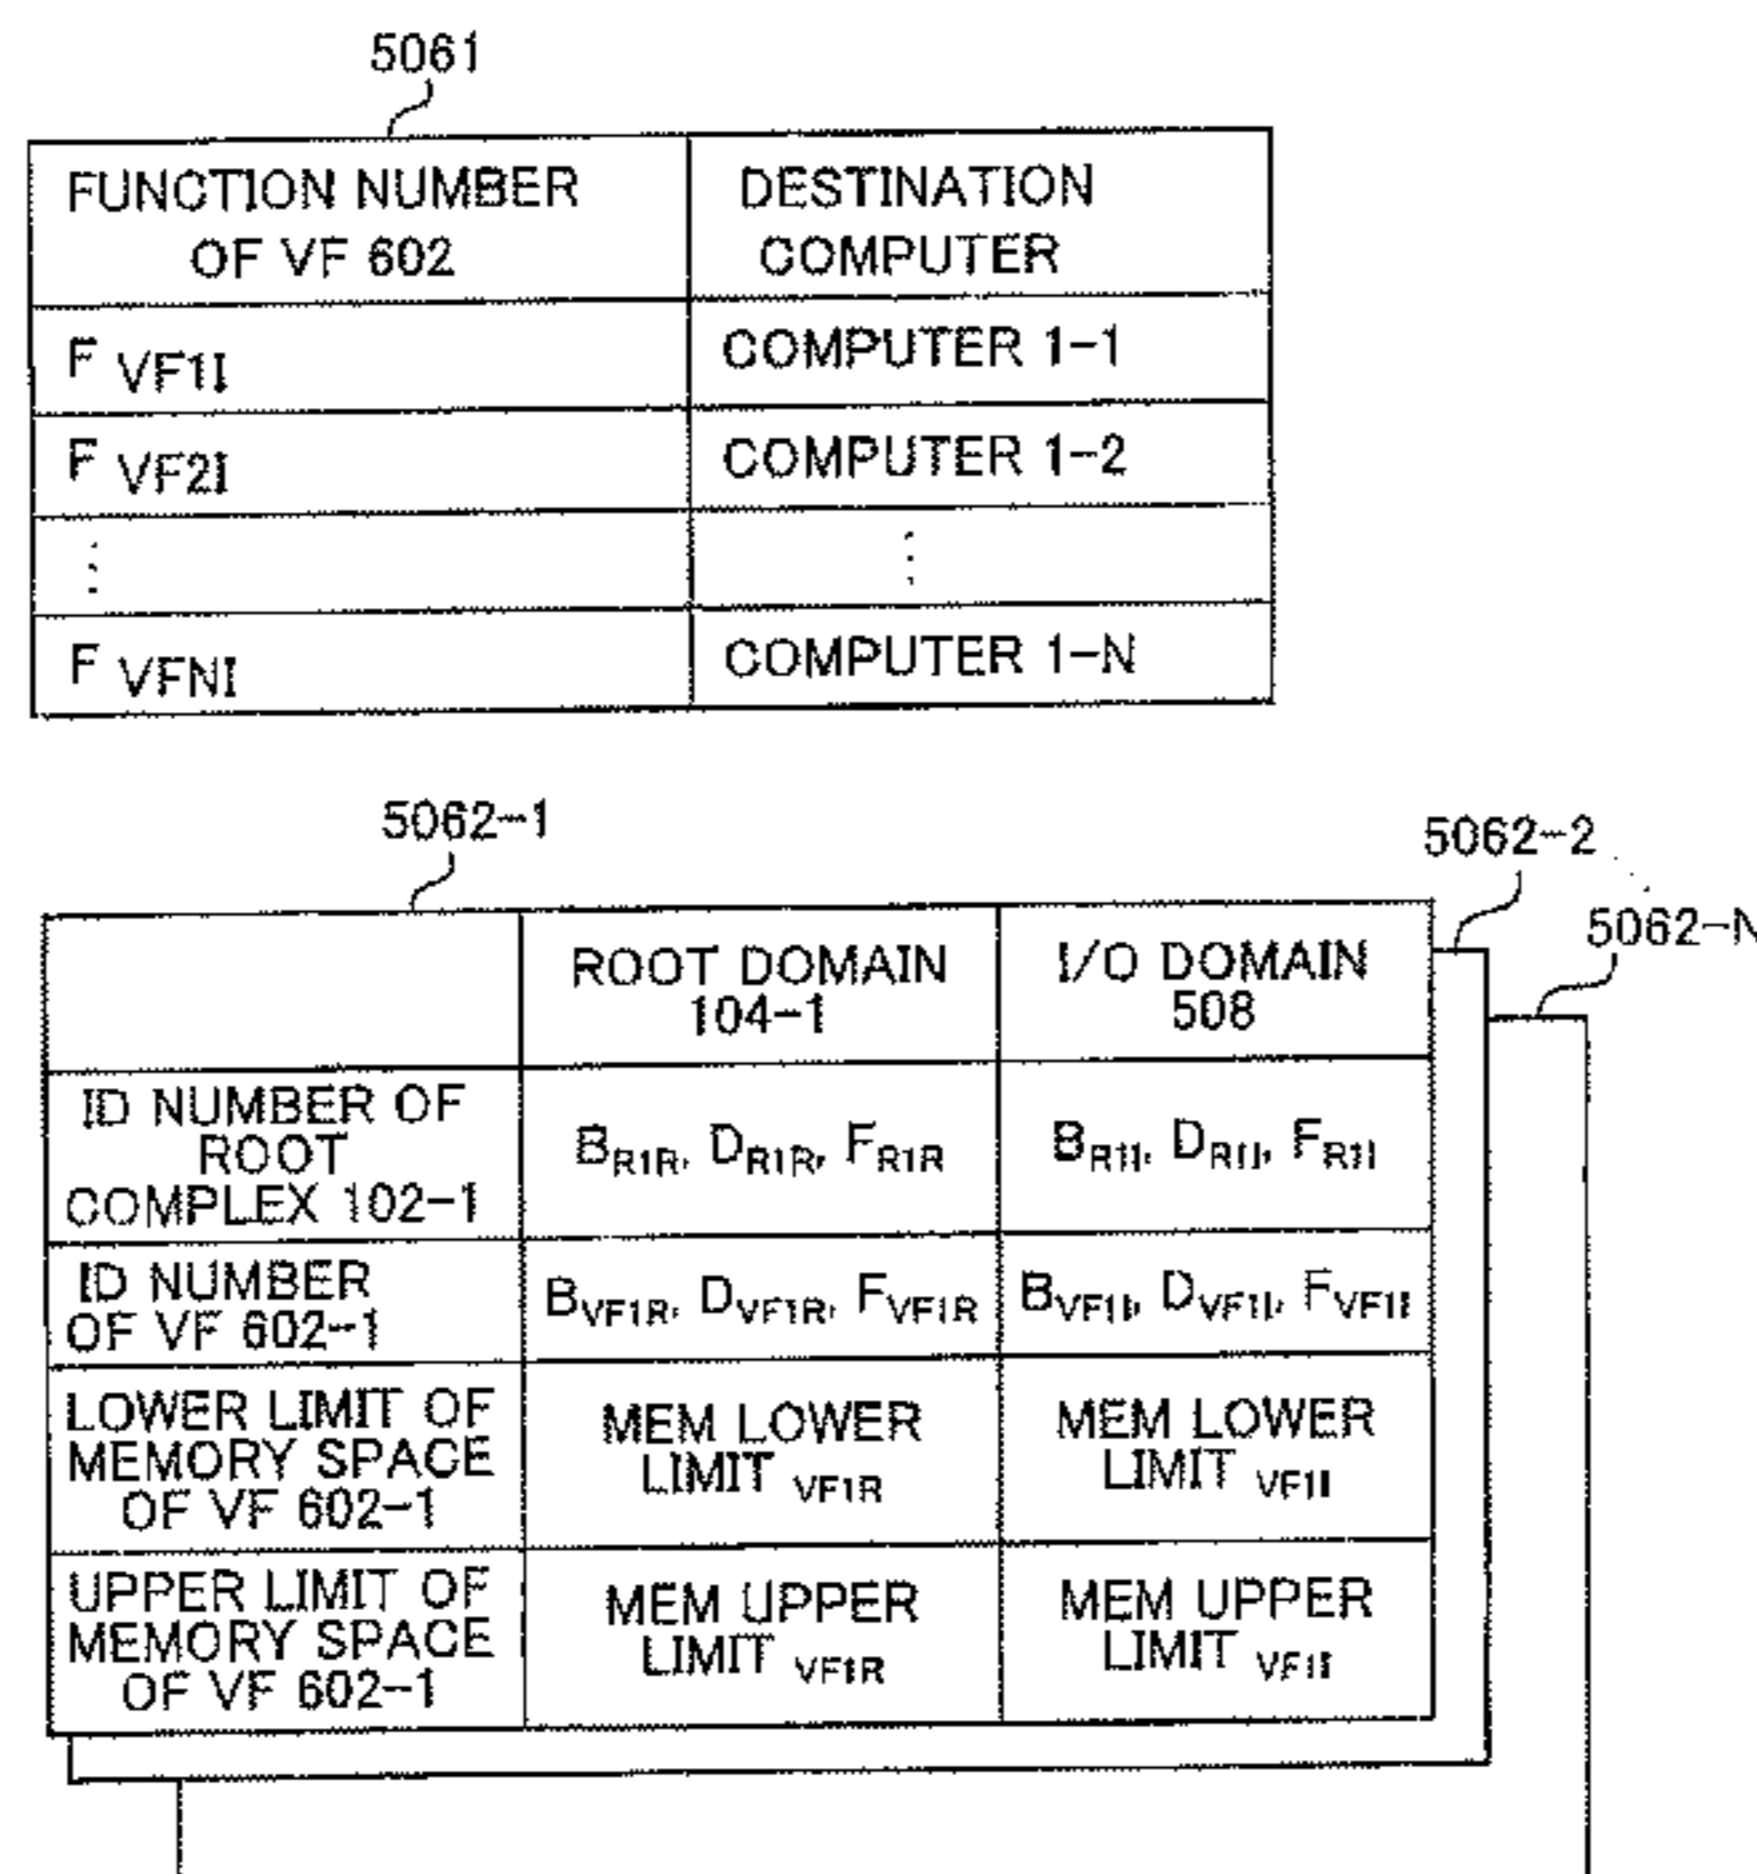 5061
FUNCTION NUMBER OF VF 602
DESTINATION COMPUTER
F VF1I
COMPUTER 1-1
F VF2I
COMPUTER 1-2
⋮
⋮
F VFNI
COMPUTER 1-N
5062-1
5062-2
5062-N
ROOT DOMAIN
104-1
I/O DOMAIN
508
ID NUMBER OF
ROOT
COMPLEX 102-1
BR1R, DR1R, FR1R
BR1I, DR1I, FR1I
ID NUMBER
OF VF 602-1
BVF1R, DVF1R, FVF1R
BVF1I, DVF1I, FVF1I
LOWER LIMIT OF
MEMORY SPACE
OF VF 602-1
MEM LOWER
LIMIT VF1R
MEM LOWER
LIMIT VF1I
UPPER LIMIT OF
MEMORY SPACE
OF VF 602-1
MEM UPPER
LIMIT VF1R
MEM UPPER
LIMIT VF1I